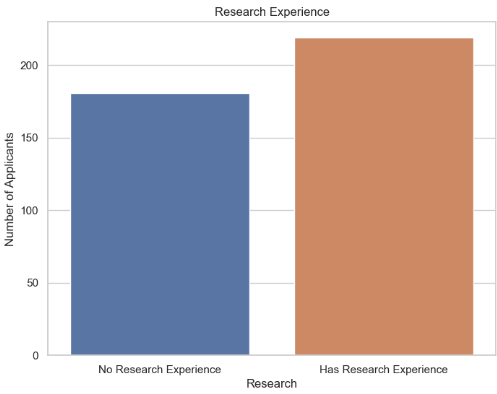 Research Experience
Number of Applicants
200
150
100
50
0
No Research Experience
Has Research Experience
Research